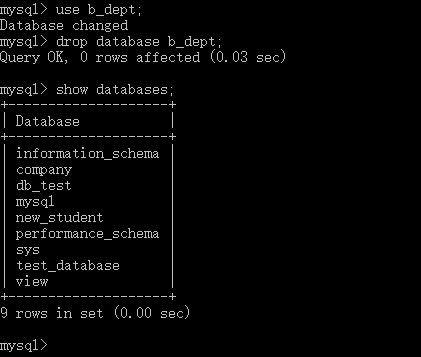 mysql> use b_dept;
Database changed
mysql> drop database b_dept;
Query OK, 0 rows affected (0.03 sec)
mysql> show databases;
+--------------------+
| Database           |
+--------------------+
| information_schema |
| company            |
| db_test            |
| mysql              |
| new_student        |
| performance_schema |
| sys                |
| test_database      |
| view               |
+--------------------+
9 rows in set (0.00 sec)
mysql>